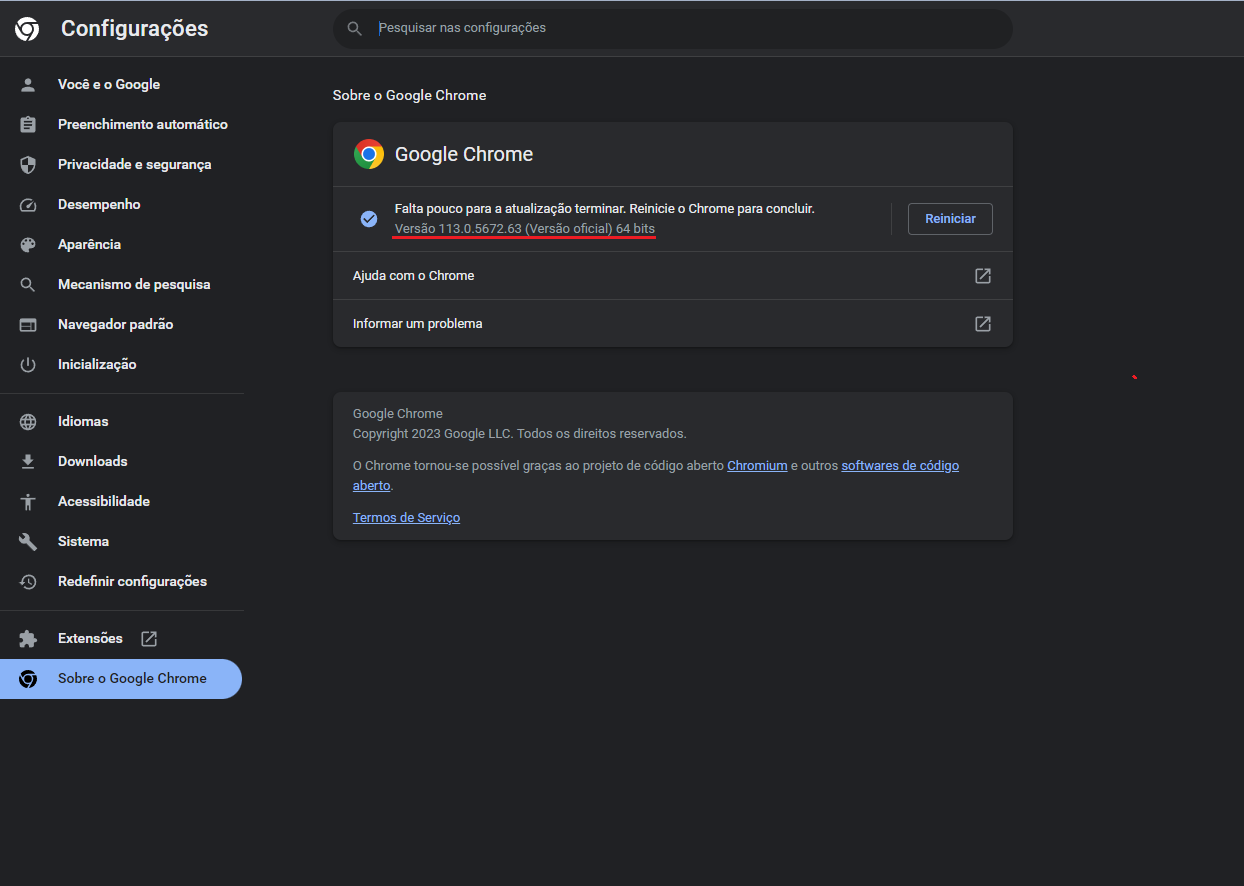 Configurações
Pesquisar nas configurações
Você e o Google
Preenchimento automático
Privacidade e segurança
Desempenho
Aparência
Mecanismo de pesquisa
Navegador padrão
Inicialização
Idiomas
Downloads
Acessibilidade
Sistema
Redefinir configurações
Extensões
Sobre o Google Chrome
Sobre o Google Chrome
Google Chrome
Falta pouco para a atualização terminar. Reinicie o Chrome para concluir.
Versão 113.0.5672.63 (Versão oficial) 64 bits
Reiniciar
Ajuda com o Chrome
Informar um problema
Google Chrome
Copyright 2023 Google LLC. Todos os direitos reservados.
O Chrome tornou-se possível graças ao projeto de código aberto Chromium e outros softwares de código
aberto.
Termos de Serviço